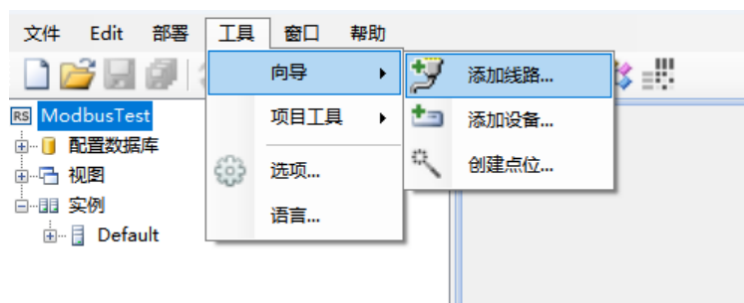 文件 Edit 部署 工具 窗口 帮助
向导 添加线路...
RS ModbusTest 项目工具 添加设备...
配置数据库
视图 选项... 创建点位...
实例 语言...
Default